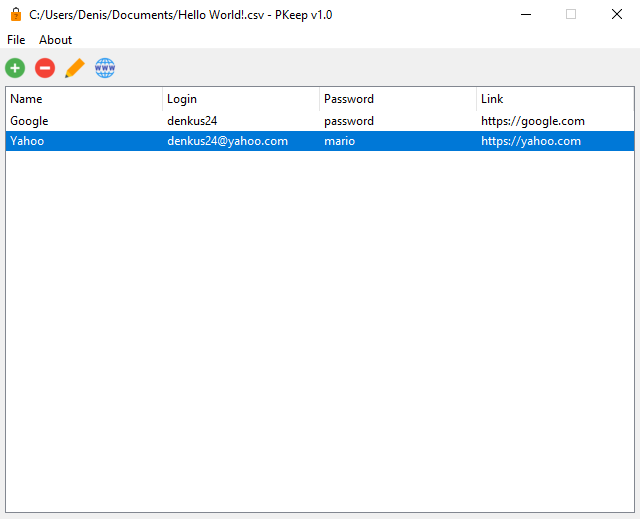 C:/Users/Denis/Documents/Hello World!.csv - PKeep v1.0
File About
WWW
Name Login Password Link
Google denkus24 password https://google.com
Yahoo denkus24@yahoo.com mario https://yahoo.com